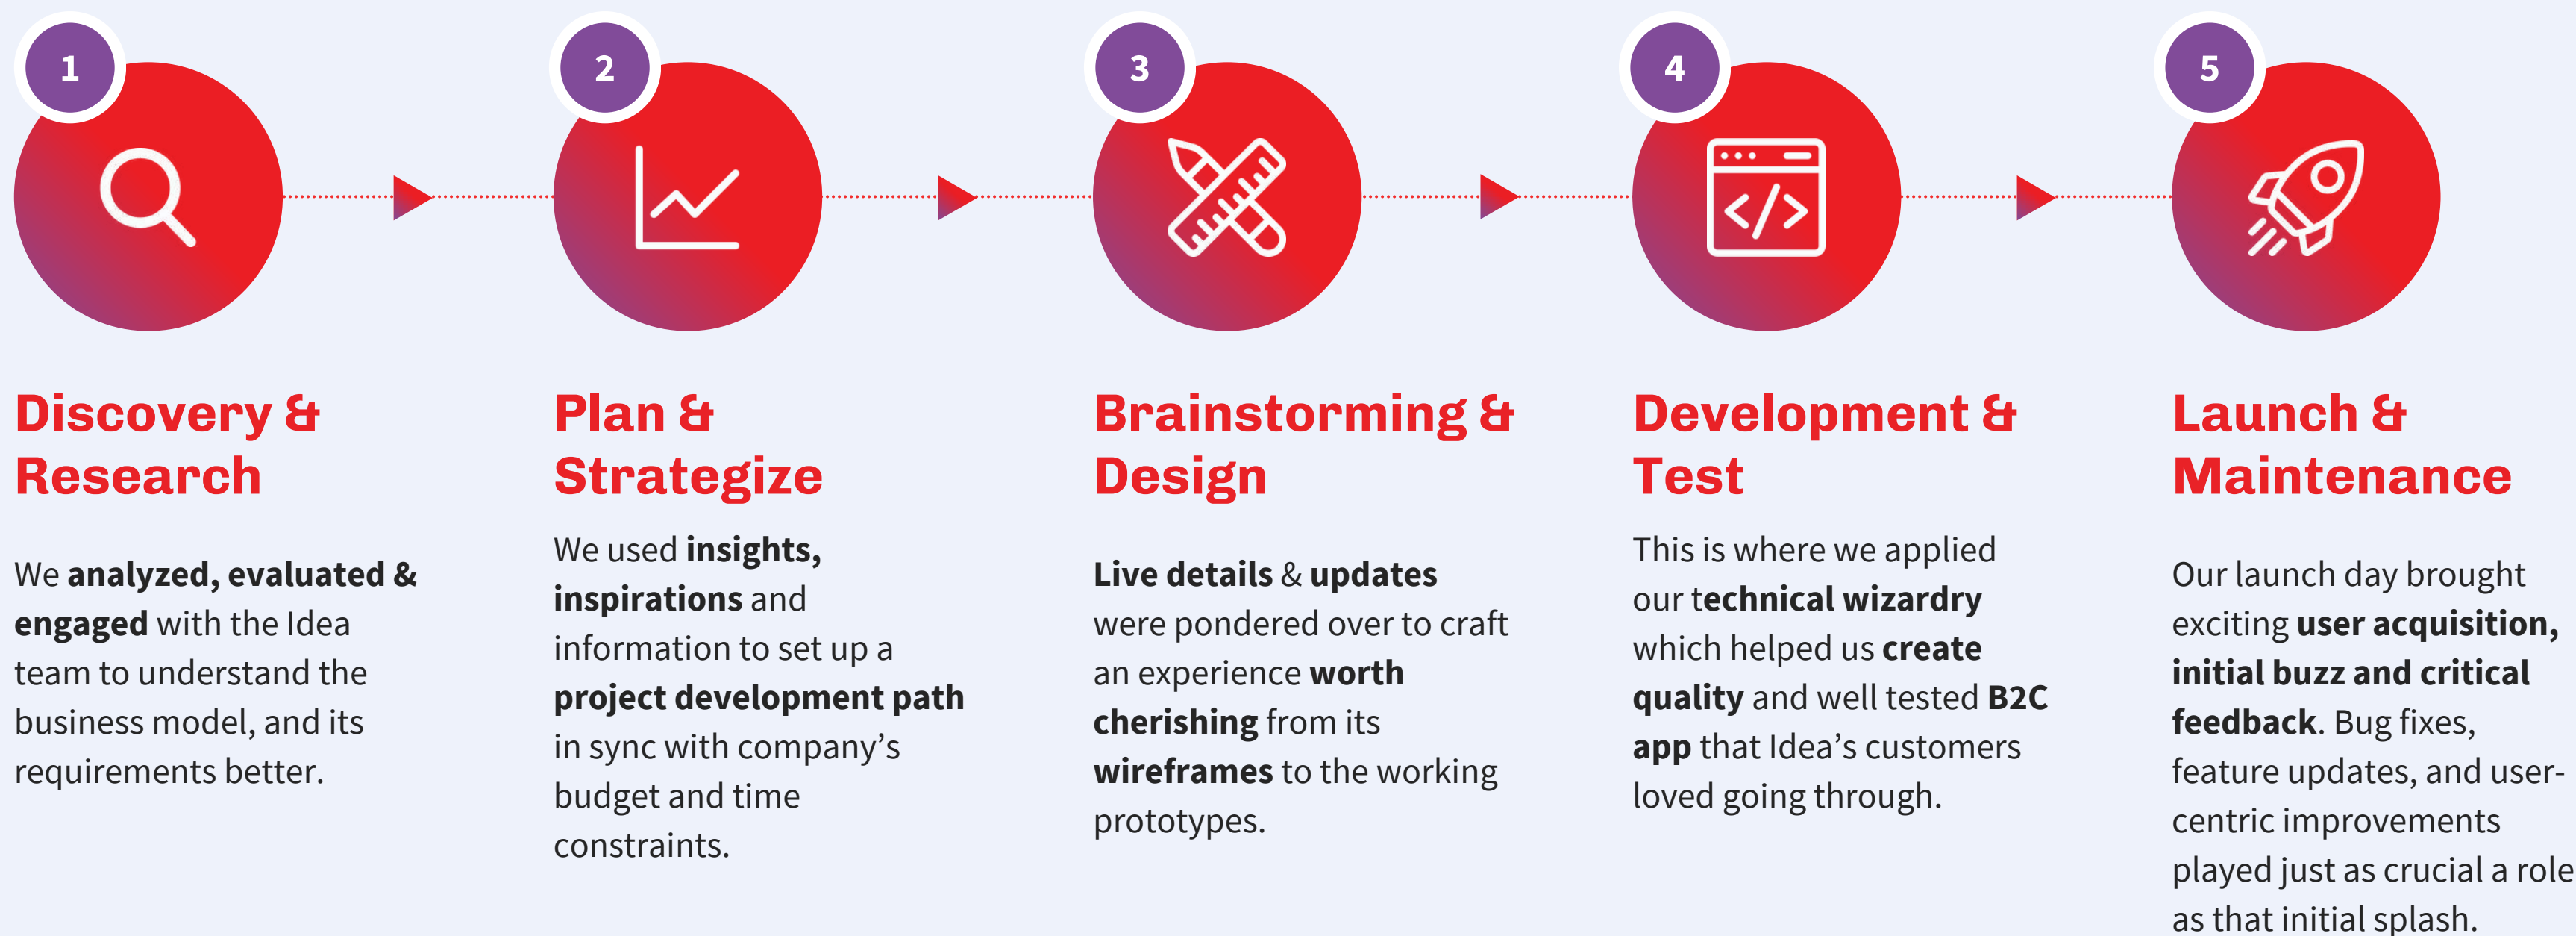 1
Discovery &
Research
We analyzed, evaluated &
engaged with the Idea
team to understand the
business model, and its
requirements better.
2
Plan &
Strategize
We used insights,
inspirations and
information to set up a
project development path
in sync with company’s
budget and time
constraints.
3
Brainstorming &
Design
Live details & updates
were pondered over to craft
an experience worth
cherishing from its
wireframes to the working
prototypes.
4
</>
Development &
Test
This is where we applied
our technical wizardry
which helped us create
quality and well tested B2C
app that Idea’s customers
loved going through.
5
Launch &
Maintenance
Our launch day brought
exciting user acquisition,
initial buzz and critical
feedback. Bug fixes,
feature updates, and user-
centric improvements
played just as crucial a role
as that initial splash.